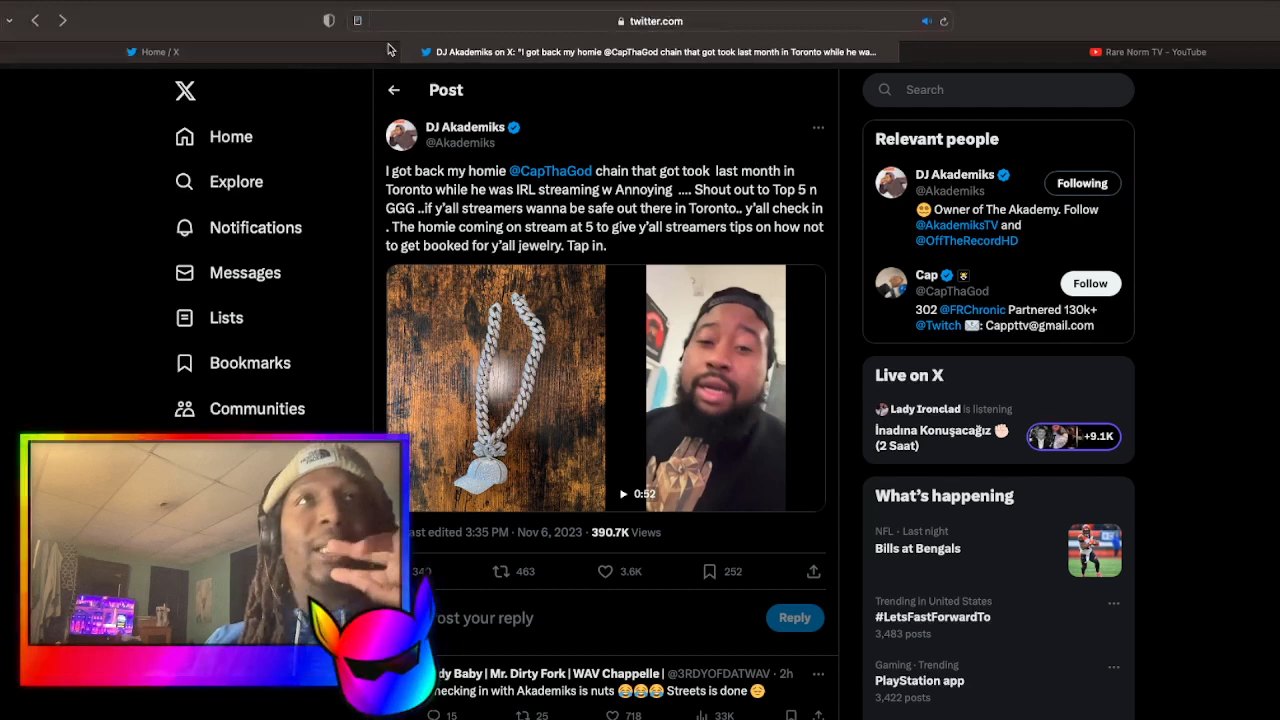 twitter.com
Home / X
DJ Akademiks on X: "I got back my homie @CapThaGod chain that got took last month in Toronto while he wa...
Rare Norm TV - YouTube
Home
Explore
Notifications
Messages
Lists
Bookmarks
Communities
Post
DJ Akademiks
@Akademiks
I got back my homie @CapThaGod chain that got took last month in
Toronto while he was IRL streaming w Annoying .... Shout out to Top 5 n
GGG ..if y'all streamers wanna be safe out there in Toronto.. y'all check in
. The homie coming on stream at 5 to give y'all streamers tips on how not
to get booked for y'all jewelry. Tap in.
0:52
edited 3:35 PM · Nov 6, 2023 · 390.7K Views
463
3.6K
252
your reply
Reply
Baby | Mr. Dirty Fork | WAV Chappelle | @3RDYOFDATWAV · 2h
in with Akademiks is nuts 😂😂😂 Streets is done 😔
15
25
718
33K
Search
Relevant people
DJ Akademiks
@Akademiks
Following
😬 Owner of The Akademy. Follow
@AkademiksTV and
@OffTheRecordHD
Cap
@CapThaGod
Follow
302 @FRChronic Partnered 130k+
@Twitch ✉️: Cappttv@gmail.com
Live on X
Lady Ironclad is listening
İnadına Konuşacağız ✊🏻
(2 Saat)
+9.1K
What's happening
NFL · Last night
Bills at Bengals
Trending in United States
#LetsFastForwardTo
3,483 posts
Gaming · Trending
PlayStation app
3,422 posts